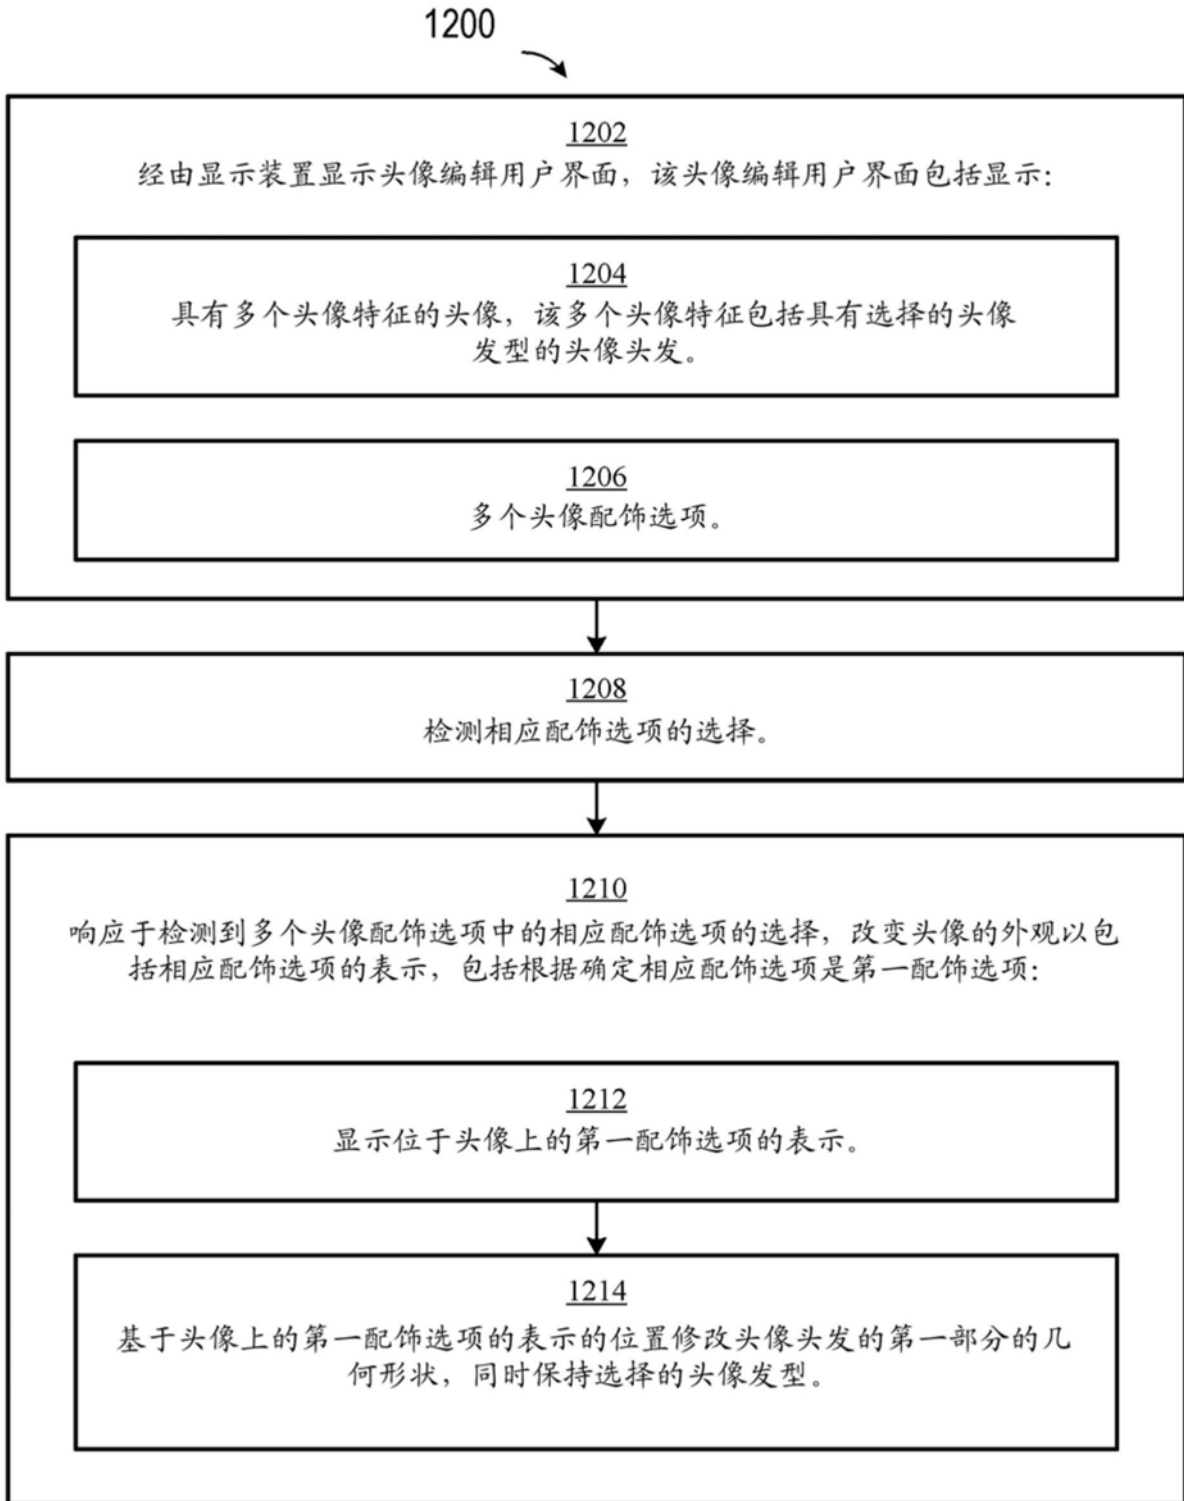 1200
1202
经由显示装置显示头像编辑用户界面，该头像编辑用户界面包括显示：
1204
具有多个头像特征的头像，该多个头像特征包括具有选择的头像
发型的头像头发。
1206
多个头像配饰选项。
1208
检测相应配饰选项的选择。
1210
响应于检测到多个头像配饰选项中的相应配饰选项的选择，改变头像的外观以包
括相应配饰选项的表示，包括根据确定相应配饰选项是第一配饰选项：
1212
显示位于头像上的第一配饰选项的表示。
1214
基于头像上的第一配饰选项的表示的位置修改头像头发的第一部分的几
何形状，同时保持选择的头像发型。